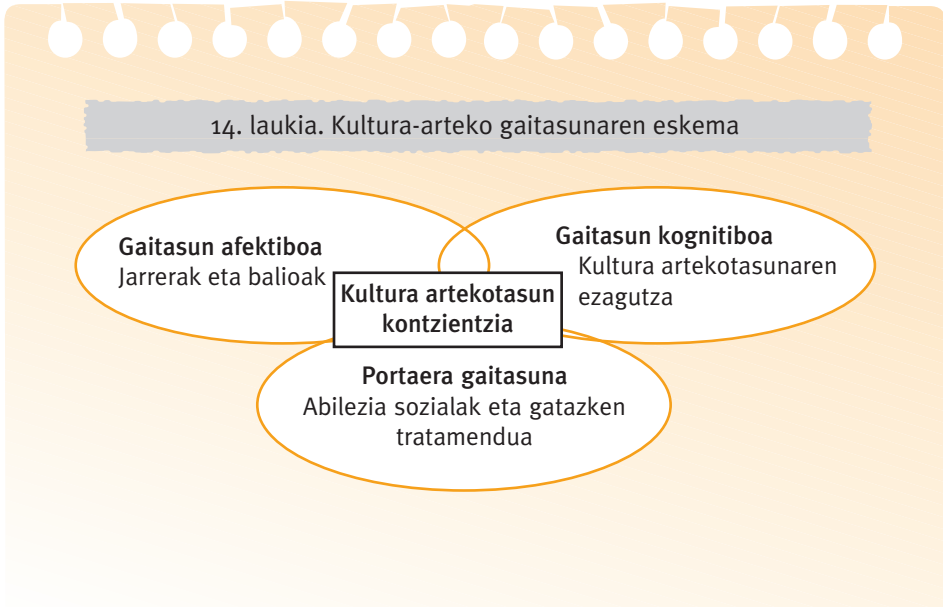 14. laukia. Kultura-arteko gaitasunaren eskema
Gaitasun afektiboa
Jarrerak eta balioak
Gaitasun kognitiboa
Kultura artekotasunaren
ezagutza
Kultura artekotasun
kontzientzia
Portaera gaitasuna
Abilezia sozialak eta gatazken
tratamendua